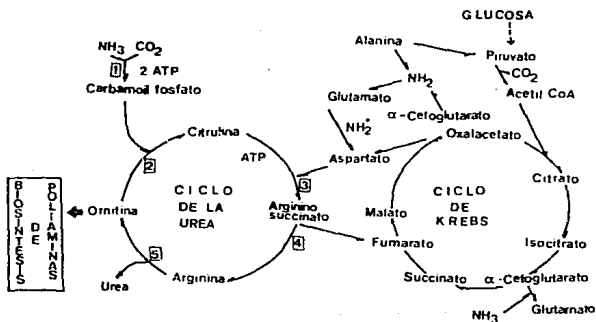 GLUCOSA
NH3 CO2
1 2 ATP
Carbamoil fosfato
Alanina
Piruvato
CO2
NH2
Acetil CoA
Glutamato
α-Cetoglutarato
NH2+
Oxalacetato
Citrulina
ATP
Aspartato
2
3
Citrato
CICLO
DE LA
UREA
CICLO
DE
KREBS
BIOSINTESIS
DE
POLIAMINAS
Ornitina
Arginino
succinato
Malato
4
Fumarato
Isocitrato
5
Arginina
Urea
Succinato
α-Cetoglutarato
NH3
Glutamato